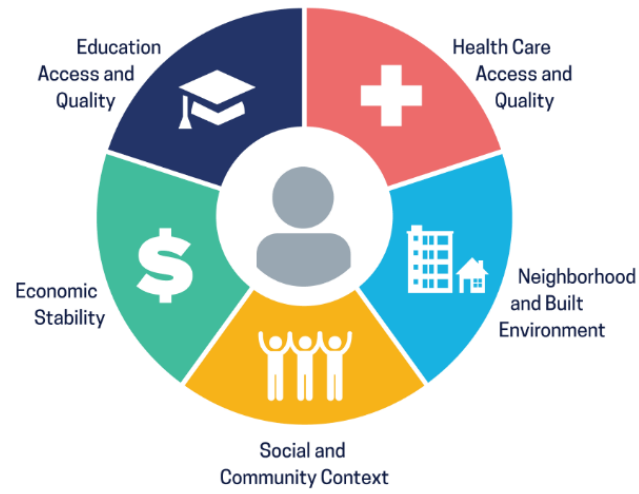 Education
Access and
Quality
Health Care
Access and
Quality
$
Economic
Stability
Neighborhood
and Built
Environment
Social and
Community Context